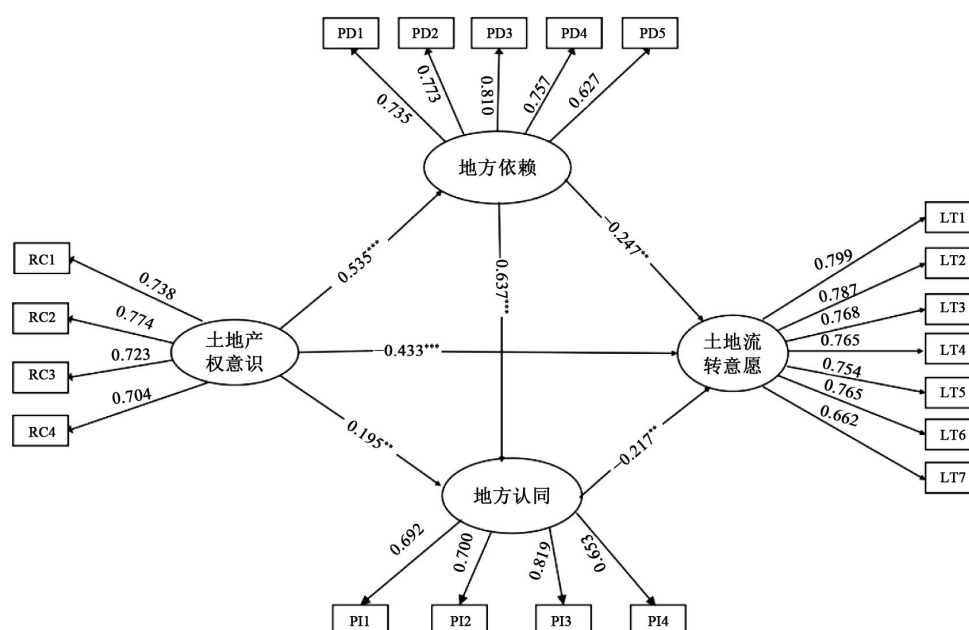 PD1 PD2 PD3 PD4 PD5
0.735 0.773 0.810 0.757 0.627
地方依赖
RC1
RC2
RC3
RC4
0.738
0.774
0.723
0.704
土地产
权意识
0.535***
0.637***
−0.247**
−0.433***
0.195**
−0.217**
土地流
转意愿
0.799
0.787
0.768
0.765
0.754
0.765
0.662
LT1
LT2
LT3
LT4
LT5
LT6
LT7
地方认同
0.692 0.700 0.819 0.653
PI1 PI2 PI3 PI4